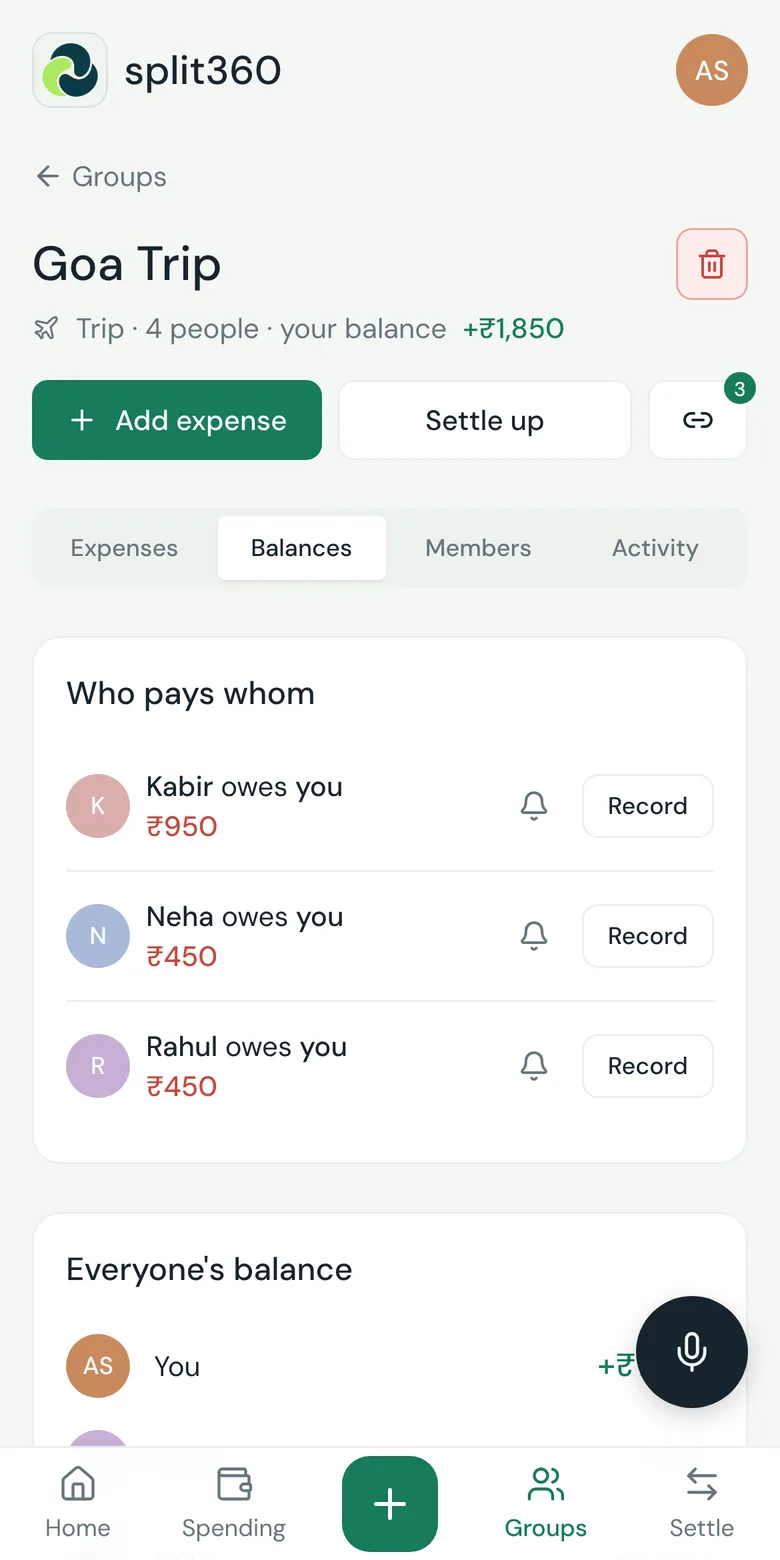 split360
AS
Groups
Goa Trip
Trip · 4 people · your balance +₹1,850
Add expense
Settle up
3
Expenses
Balances
Members
Activity
Who pays whom
K
Kabir owes you
₹950
Record
N
Neha owes you
₹450
Record
R
Rahul owes you
₹450
Record
Everyone's balance
AS
You
+₹
Home
Spending
Groups
Settle